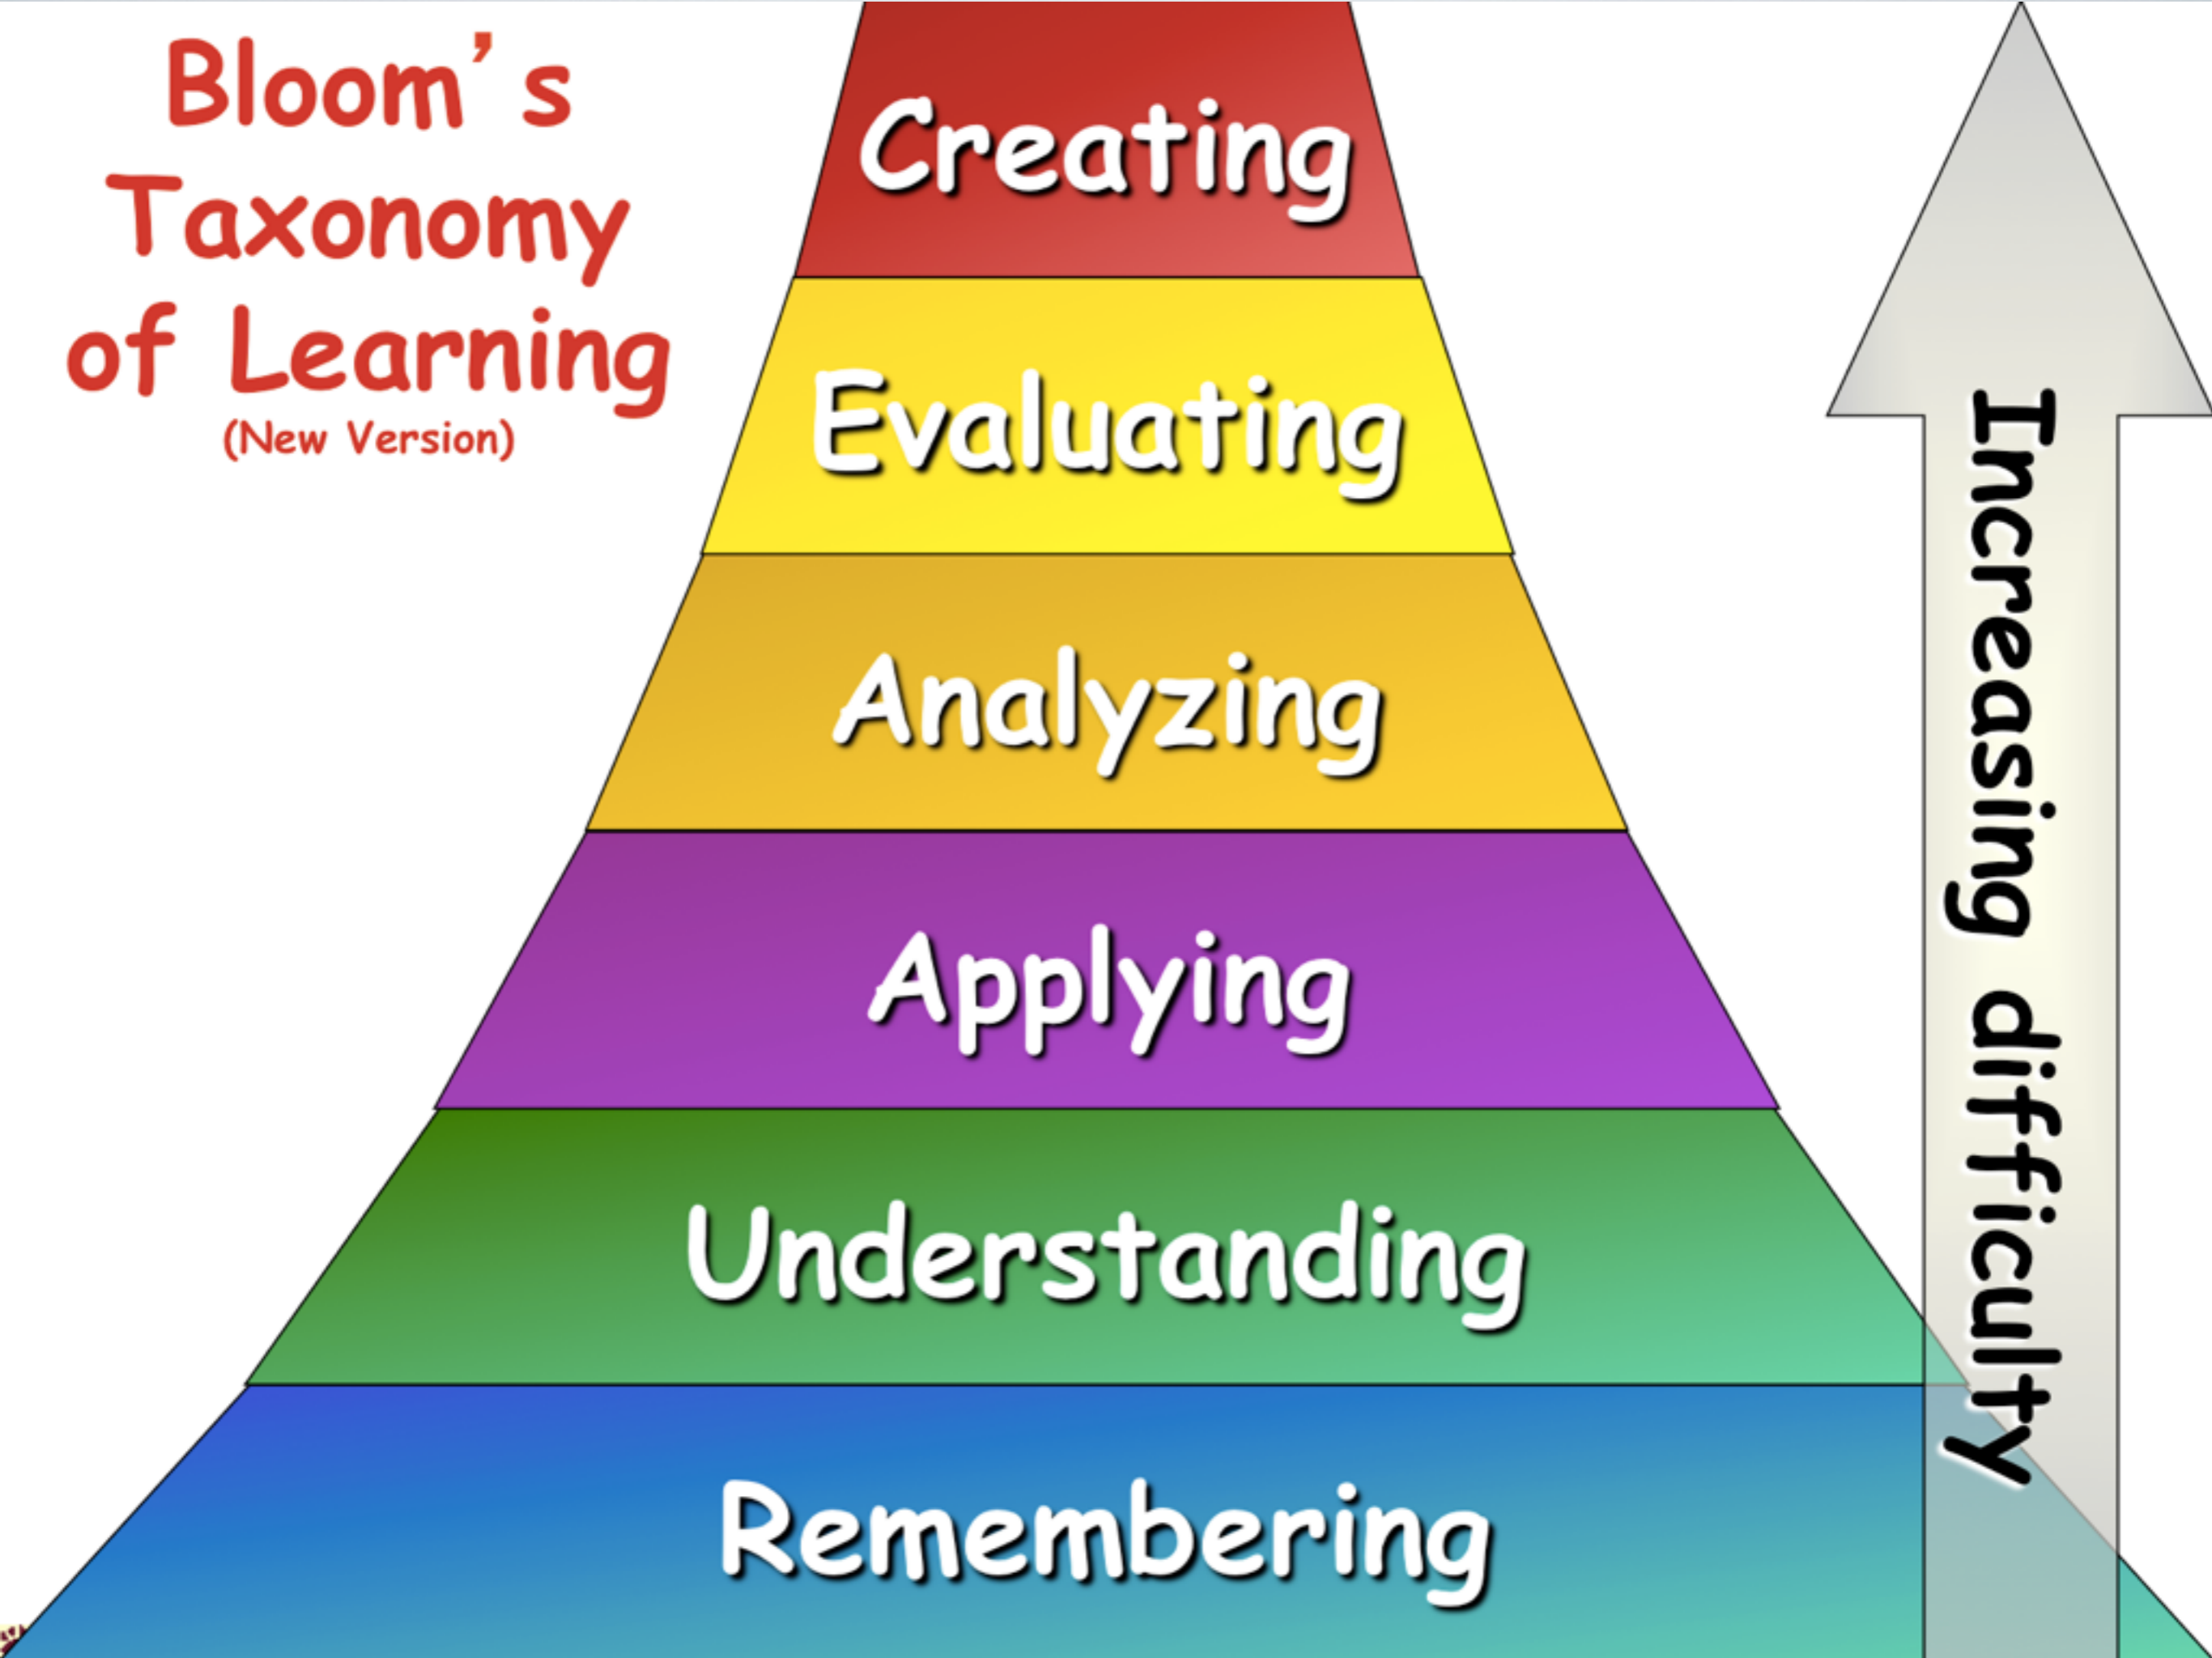 Bloom's
Taxonomy
of Learning
(New Version)
Creating
Evaluating
Analyzing
Applying
Understanding
Remembering
Increasing difficulty